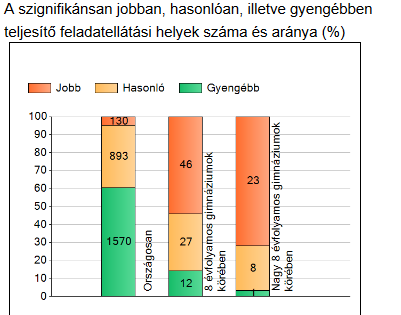 A szignifikánsan jobban, hasonlóan, illetve gyengébben
teljesítő feladatellátási helyek száma és aránya (%)
Jobb
Hasonló
Gyengébb
100
90
80
70
60
50
40
30
20
10
0
130
893
1570
Országosan
46
27
12
8 évfolyamos gimnáziumok
körében
23
8
1
Nagy 8 évfolyamos gimnáziumok
körében